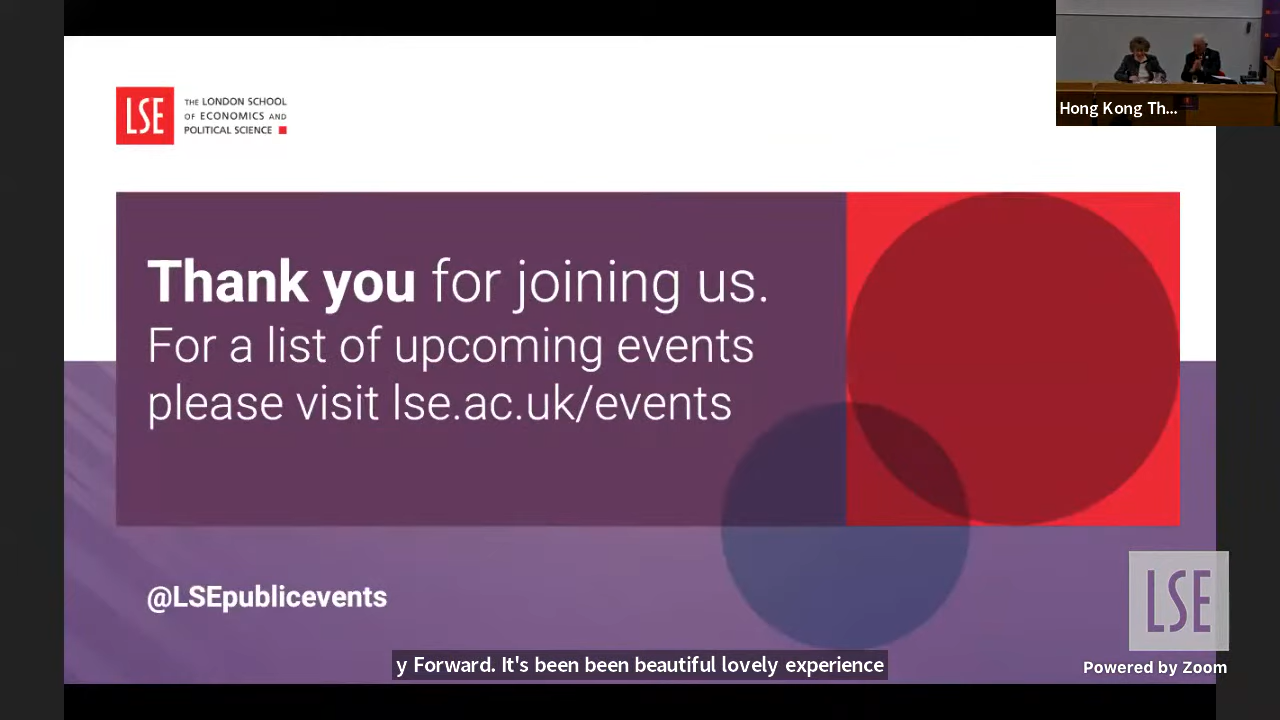 LSE
THE LONDON SCHOOL
OF ECONOMICS AND
POLITICAL SCIENCE
Hong Kong Th...
Thank you for joining us.
For a list of upcoming events
please visit lse.ac.uk/events
@LSEpublicevents
LSE
y Forward. It's been been beautiful lovely experience
Powered by Zoom